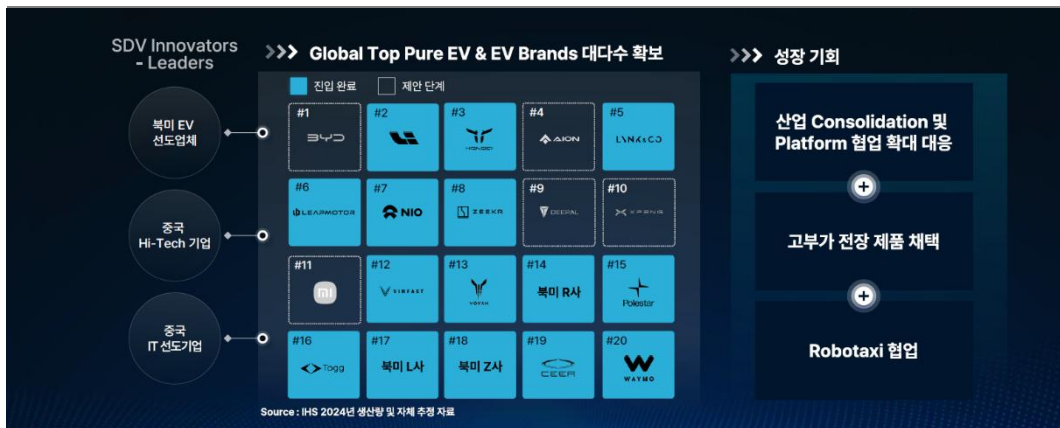 SDV Innovators
- Leaders
북미 EV
선도업체
중국
Hi-Tech 기업
중국
IT 선도기업
>>> Global Top Pure EV & EV Brands 대다수 확보
진입 완료
제안 단계
#1
BYD
#2
#3
#4
AION
#5
LYNK&CO
#6
LEAPMOTOR
#7
NIO
#8
ZEEKR
#9
DEEPAL
#10
XPENG
#11
mi
#12
VINFAST
#13
VOYAH
#14
북미 R사
#15
Polestar
#16
Togg
#17
북미 L사
#18
북미 Z사
#19
CEER
#20
WAYMO
Source : IHS 2024년 생산량 및 자체 추정 자료
>>> 성장 기회
산업 Consolidation 및
Platform 협업 확대 대응
+
고부가 전장 제품 채택
+
Robotaxi 협업